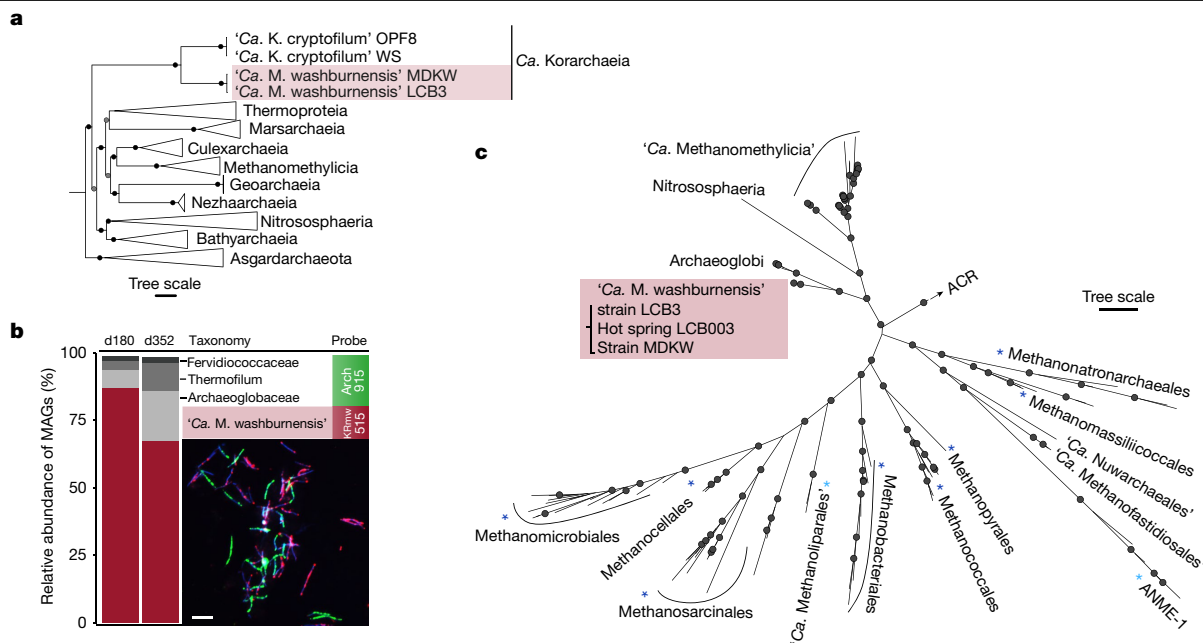 a
'Ca. K. cryptofilum' OPF8
'Ca. K. cryptofilum' WS
'Ca. M. washburnensis' MDKW
'Ca. M. washburnensis' LCB3
Ca. Korarchaeia
Thermoproteia
Marsarchaeia
Culexarchaeia
Methanomethylicia
Geoarchaeia
Nezhaarchaeia
Nitrososphaeria
Bathyarchaeia
Asgardarchaeota
Tree scale
b
d180 d352 Taxonomy Probe
Relative abundance of MAGs (%)
100
75
50
25
0
Fervidicoccaceae
Thermofilum
Archaeoglobaceae
'Ca. M. washburnensis'
Arch
915
KRmw
515
c
'Ca. Methanomethylicia'
Nitrososphaeria
Archaeoglobi
'Ca. M. washburnensis'
strain LCB3
Hot spring LCB003
Strain MDKW
ACR
Tree scale
* Methanonatronarchaeales
* Methanomassiliicoccales
'Ca. Nuwarchaeales'
'Ca. Methanofastidiosales
* ANME-1
* Methanopyrales
* Methanococcales
* Methanobacteriales
'Ca. Methanoliparales' *
* Methanosarcinales
Methanocellales *
* Methanomicrobiales